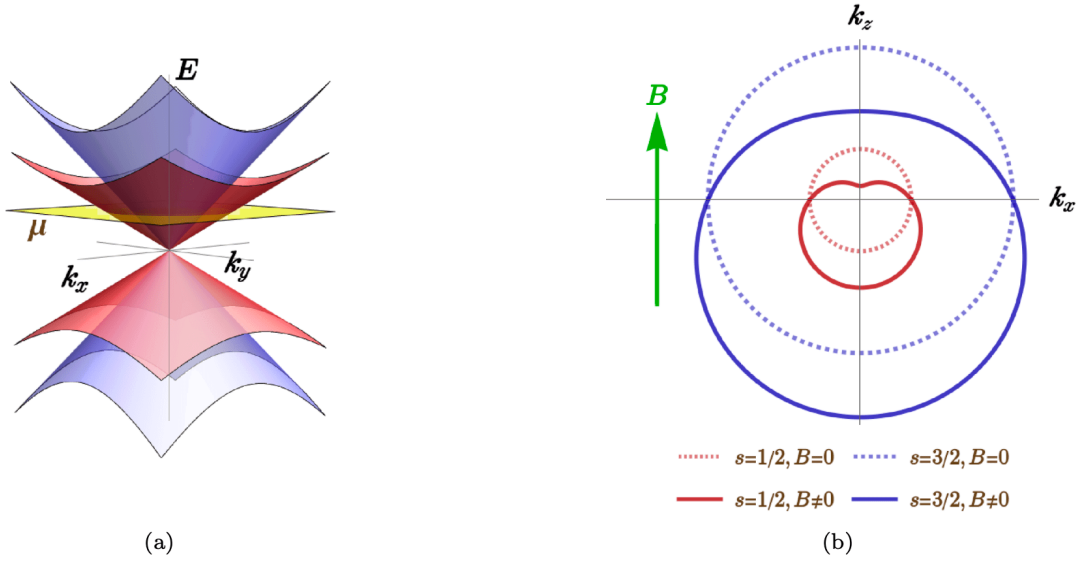 E
μ
k_x
k_y
(a)
k_z
B
k_x
s=1/2, B=0
s=3/2, B=0
s=1/2, B≠0
s=3/2, B≠0
(b)